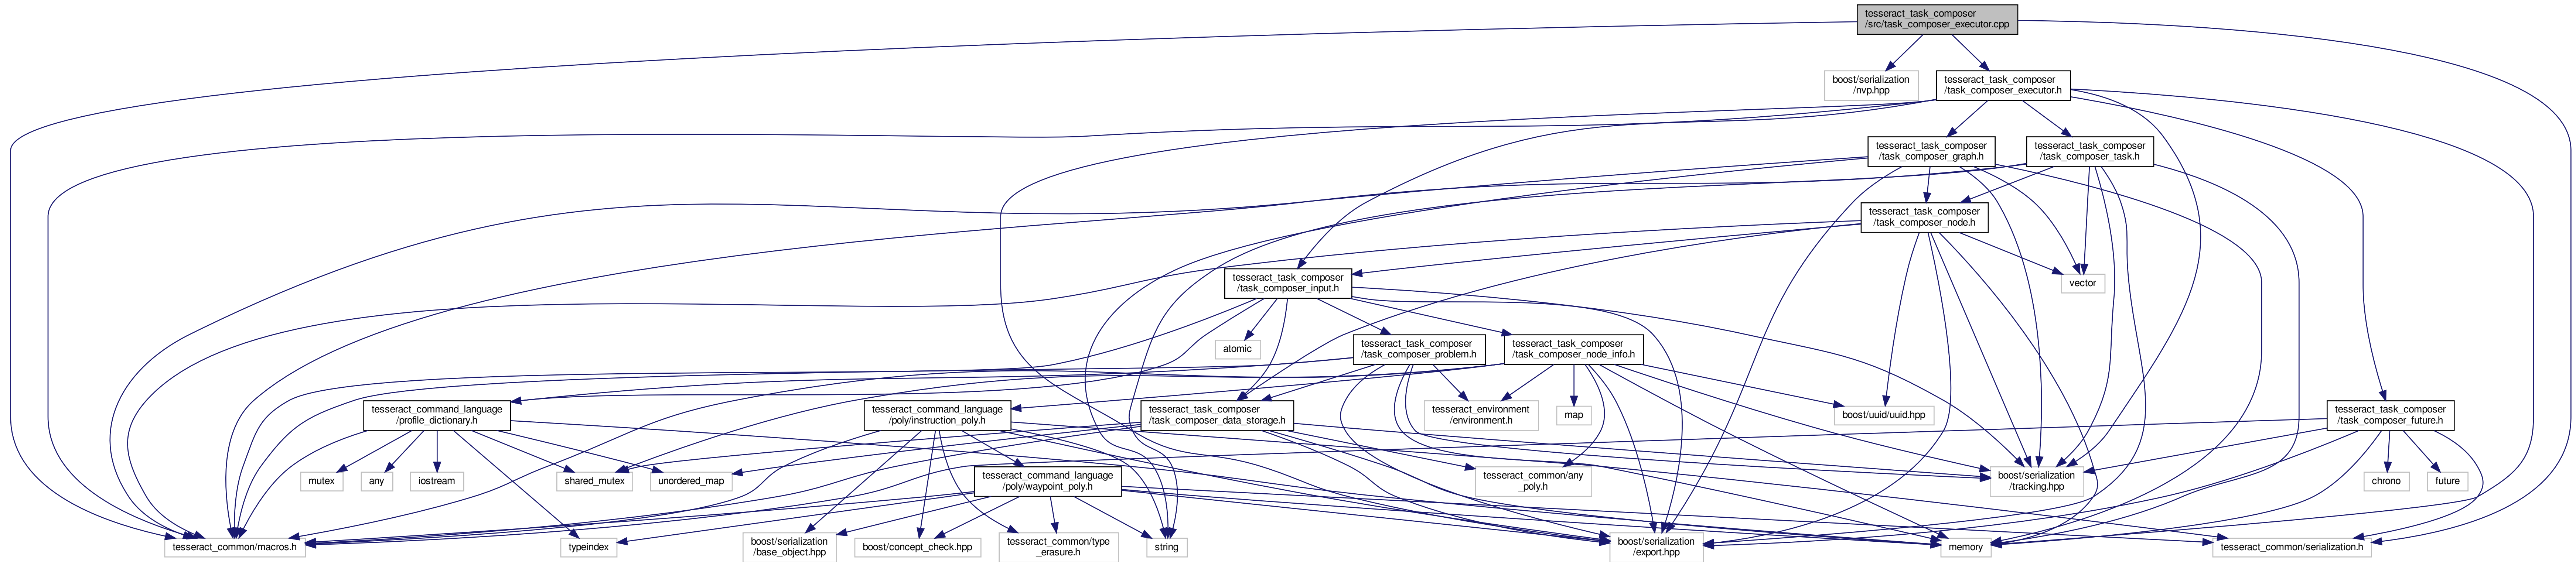 tesseract_task_composer
/src/task_composer_executor.cpp
boost/serialization
/nvp.hpp
tesseract_task_composer
/task_composer_executor.h
tesseract_task_composer
/task_composer_graph.h
tesseract_task_composer
/task_composer_task.h
tesseract_task_composer
/task_composer_node.h
tesseract_task_composer
/task_composer_input.h
vector
atomic
tesseract_task_composer
/task_composer_problem.h
tesseract_task_composer
/task_composer_node_info.h
tesseract_command_language
/profile_dictionary.h
tesseract_command_language
/poly/instruction_poly.h
tesseract_task_composer
/task_composer_data_storage.h
tesseract_environment
/environment.h
map
boost/uuid/uuid.hpp
tesseract_task_composer
/task_composer_future.h
mutex
any
iostream
shared_mutex
unordered_map
tesseract_command_language
/poly/waypoint_poly.h
tesseract_common/any
_poly.h
boost/serialization
/tracking.hpp
chrono
future
tesseract_common/macros.h
typeindex
boost/serialization
/base_object.hpp
boost/concept_check.hpp
tesseract_common/type
_erasure.h
string
boost/serialization
/export.hpp
memory
tesseract_common/serialization.h